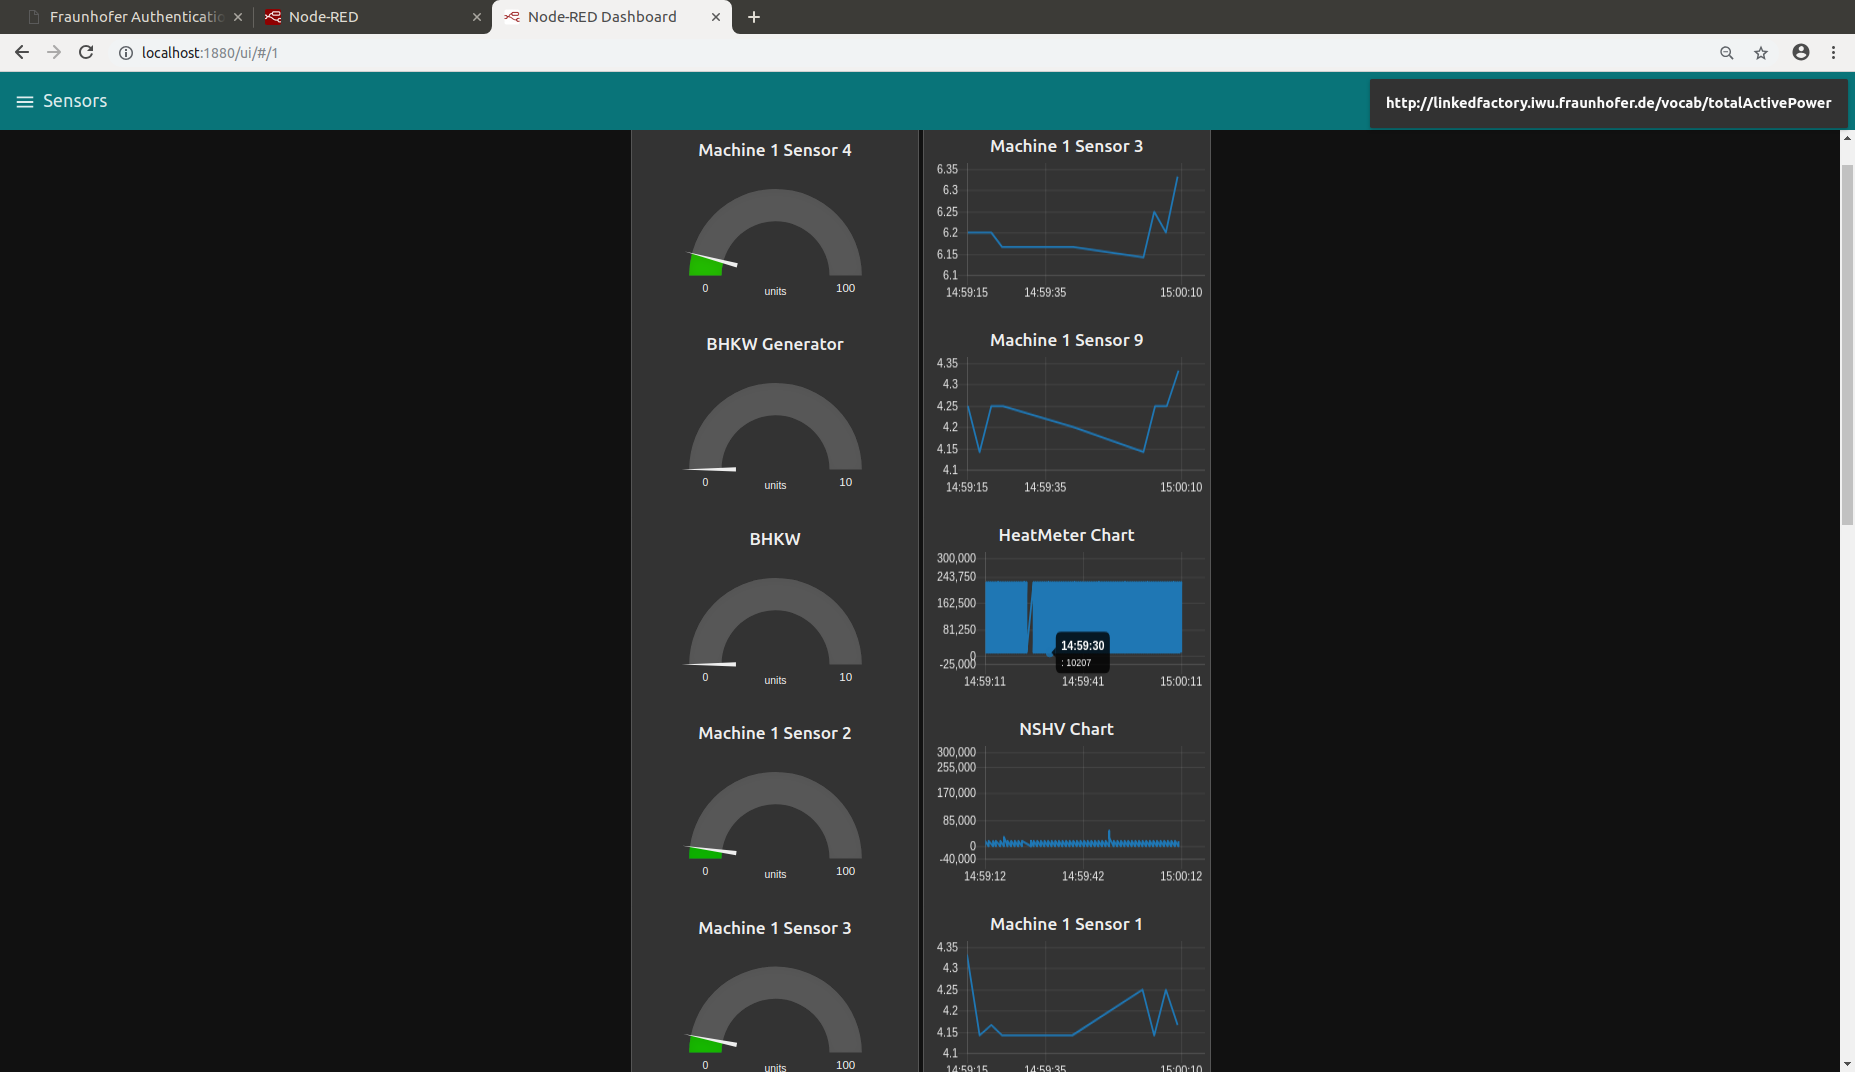 Fraunhofer Authenticatio
Node-RED
Node-RED Dashboard
localhost:1880/ui/#/1
Sensors
http://linkedfactory.iwu.fraunhofer.de/vocab/totalActivePower
Machine 1 Sensor 4
0
units
100
BHKW Generator
0
units
10
BHKW
0
units
10
Machine 1 Sensor 2
0
units
100
Machine 1 Sensor 3
0
units
100
Machine 1 Sensor 3
6.35
6.3
6.25
6.2
6.15
6.1
14:59:15 14:59:35 15:00:10
Machine 1 Sensor 9
4.35
4.3
4.25
4.2
4.15
4.1
14:59:15 14:59:35 15:00:10
HeatMeter Chart
300,000
243,750
162,500
81,250
0
-25,000
14:59:30
: 10207
14:59:11 14:59:41 15:00:11
NSHV Chart
300,000
255,000
170,000
85,000
0
-40,000
14:59:12 14:59:42 15:00:12
Machine 1 Sensor 1
4.35
4.3
4.25
4.2
4.15
4.1
14:59:15 14:59:35 15:00:10